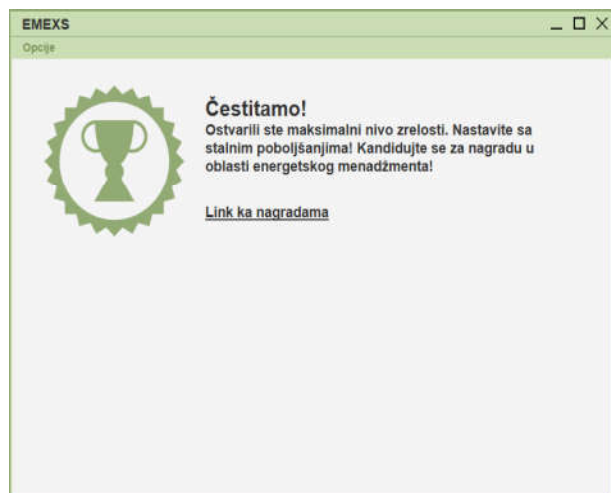 EMEXS
Opcije
Čestitamo!
Ostvarili ste maksimalni nivo zrelosti. Nastavite sa
stalnim poboljšanjima! Kandidujte se za nagradu u
oblasti energetskog menadžmenta!
Link ka nagradama